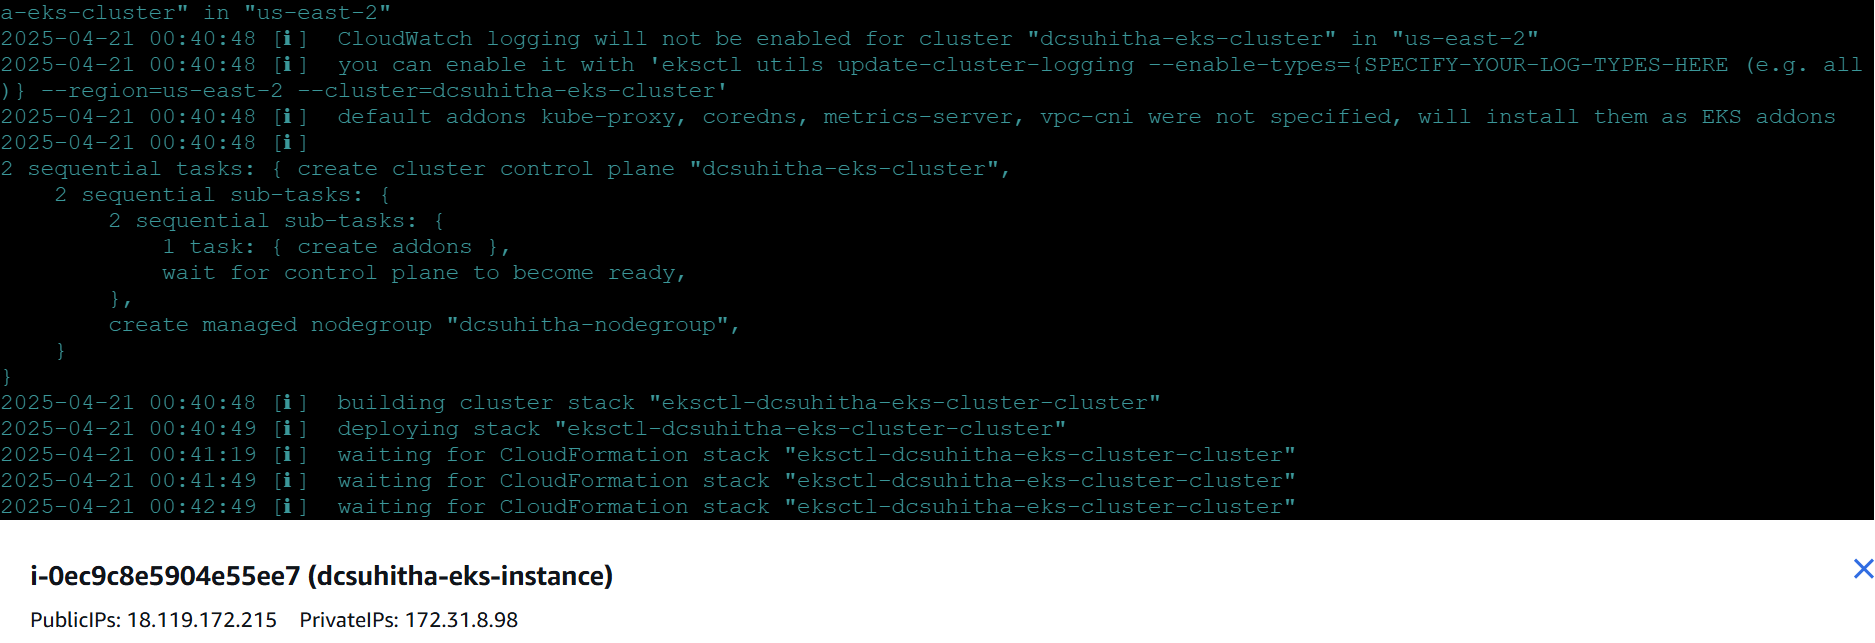 a-eks-cluster" in "us-east-2"
2025-04-21 00:40:48 [ℹ]  CloudWatch logging will not be enabled for cluster "dcsuhitha-eks-cluster" in "us-east-2"
2025-04-21 00:40:48 [ℹ]  you can enable it with 'eksctl utils update-cluster-logging --enable-types={SPECIFY-YOUR-LOG-TYPES-HERE (e.g. all
)} --region=us-east-2 --cluster=dcsuhitha-eks-cluster'
2025-04-21 00:40:48 [ℹ]  default addons kube-proxy, coredns, metrics-server, vpc-cni were not specified, will install them as EKS addons
2025-04-21 00:40:48 [ℹ]
2 sequential tasks: { create cluster control plane "dcsuhitha-eks-cluster",
    2 sequential sub-tasks: {
        2 sequential sub-tasks: {
            1 task: { create addons },
            wait for control plane to become ready,
        },
        create managed nodegroup "dcsuhitha-nodegroup",
    }
}
2025-04-21 00:40:48 [ℹ]  building cluster stack "eksctl-dcsuhitha-eks-cluster-cluster"
2025-04-21 00:40:49 [ℹ]  deploying stack "eksctl-dcsuhitha-eks-cluster-cluster"
2025-04-21 00:41:19 [ℹ]  waiting for CloudFormation stack "eksctl-dcsuhitha-eks-cluster-cluster"
2025-04-21 00:41:49 [ℹ]  waiting for CloudFormation stack "eksctl-dcsuhitha-eks-cluster-cluster"
2025-04-21 00:42:49 [ℹ]  waiting for CloudFormation stack "eksctl-dcsuhitha-eks-cluster-cluster"
i-0ec9c8e5904e55ee7 (dcsuhitha-eks-instance)
PublicIPs: 18.119.172.215    PrivateIPs: 172.31.8.98